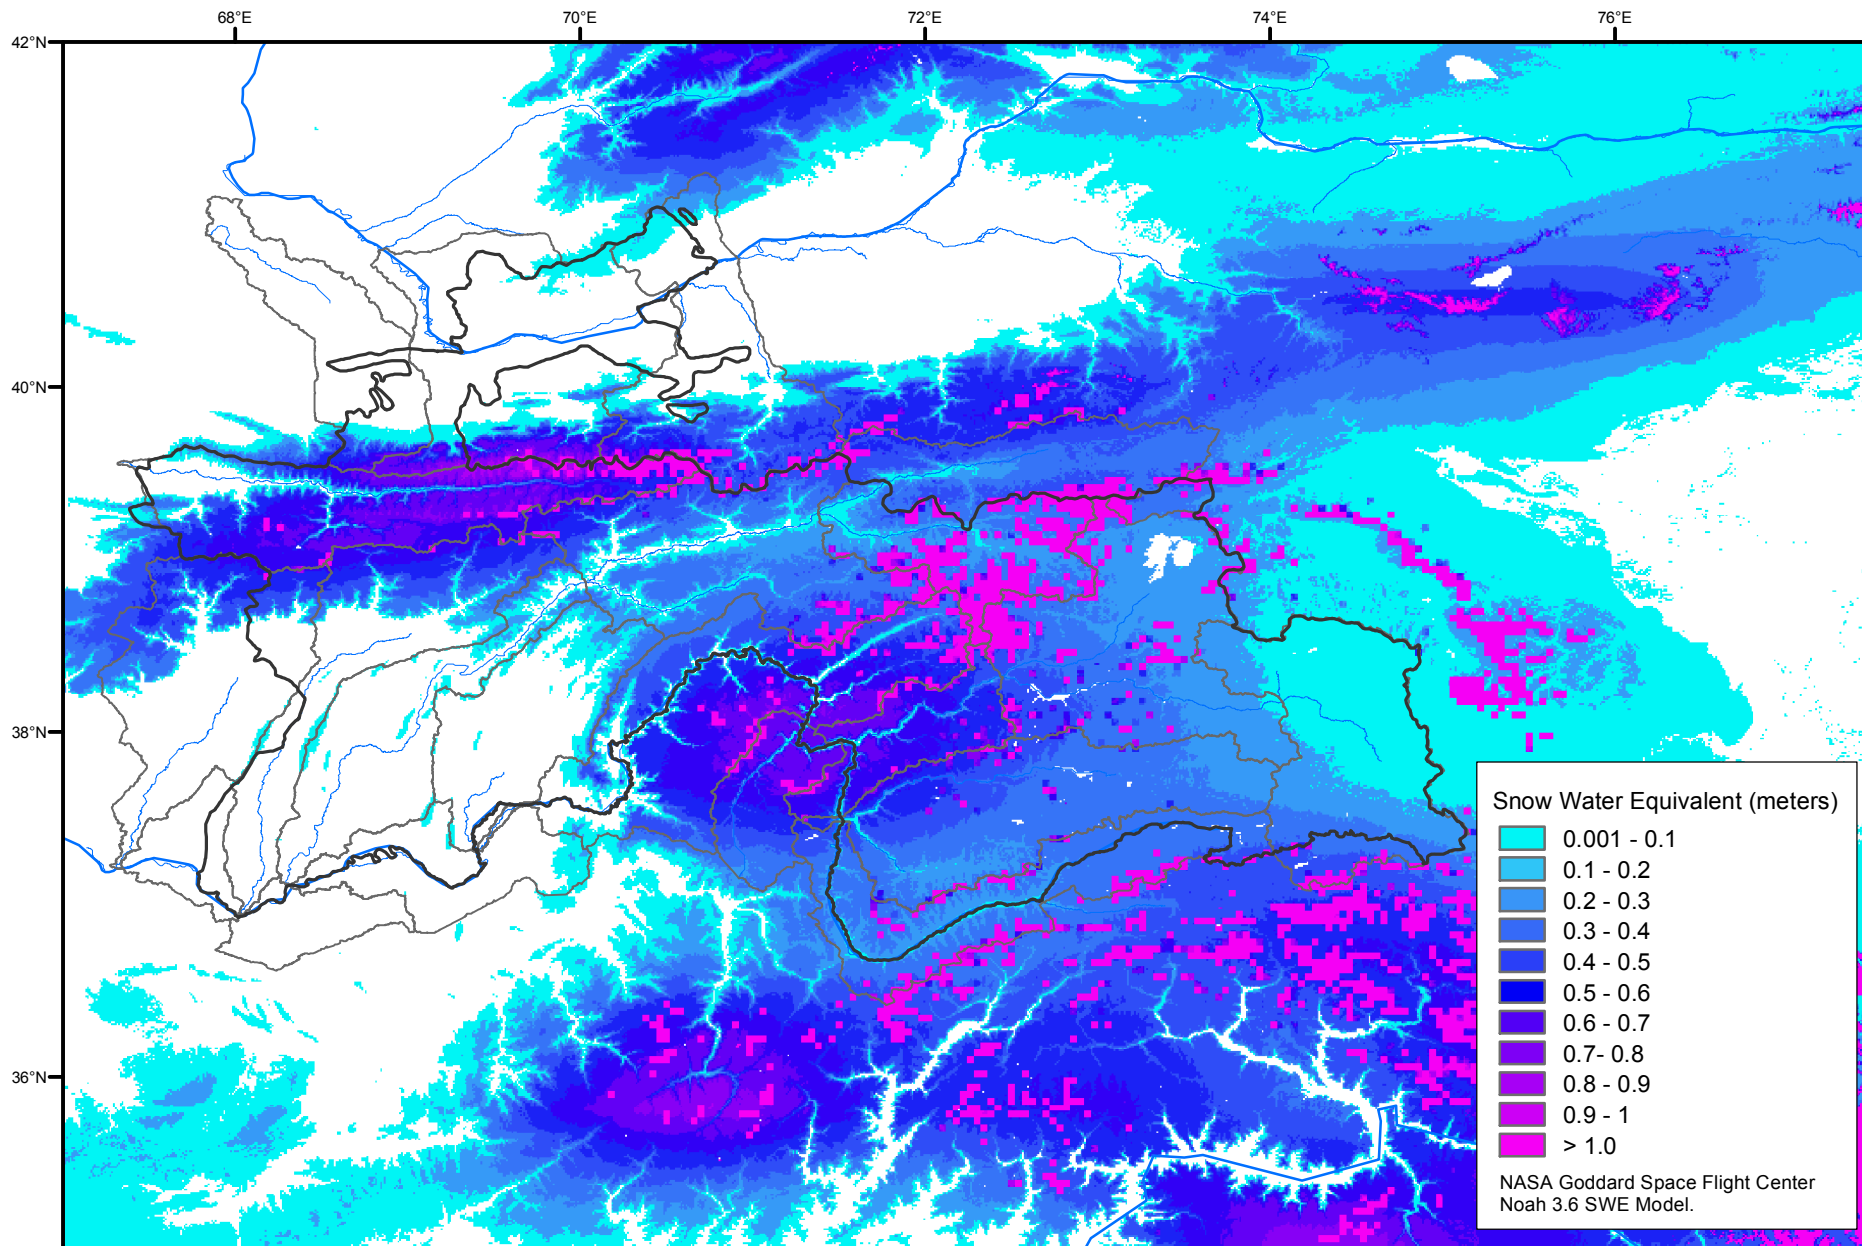 68°E
70°E
72°E
74°E
76°E
42°N
40°N
38°N
36°N
Snow Water Equivalent (meters)
0.001 - 0.1
0.1 - 0.2
0.2 - 0.3
0.3 - 0.4
0.4 - 0.5
0.5 - 0.6
0.6 - 0.7
0.7- 0.8
0.8 - 0.9
0.9 - 1
> 1.0
NASA Goddard Space Flight Center
Noah 3.6 SWE Model.